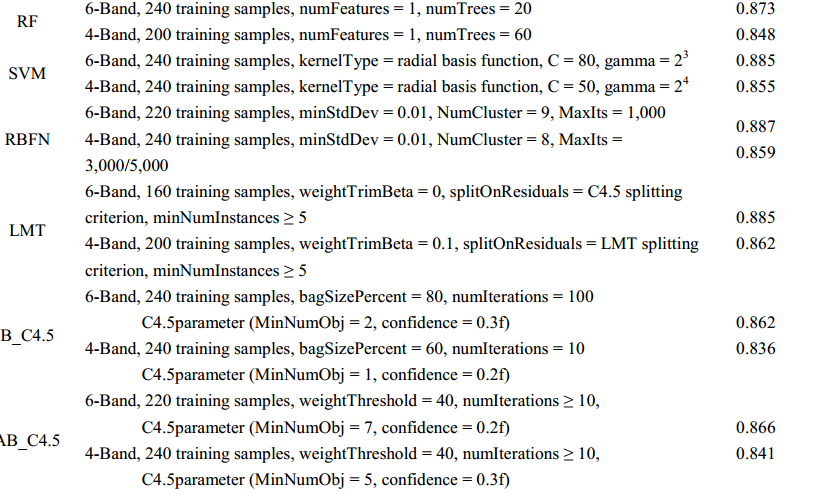 6-Band, 240 training samples, numFeatures = 1, numTrees = 20 0.873
RF
4-Band, 200 training samples, numFeatures = 1, numTrees = 60 0.848
6-Band, 240 training samples, kernelType = radial basis function, C = 80, gamma = 2³ 0.885
SVM
4-Band, 240 training samples, kernelType = radial basis function, C = 50, gamma = 2⁴ 0.855
6-Band, 220 training samples, minStdDev = 0.01, NumCluster = 9, MaxIts = 1,000
0.887
RBFN 4-Band, 240 training samples, minStdDev = 0.01, NumCluster = 8, MaxIts =
0.859
3,000/5,000
6-Band, 160 training samples, weightTrimBeta = 0, splitOnResiduals = C4.5 splitting
criterion, minNumInstances ≥ 5 0.885
LMT
4-Band, 200 training samples, weightTrimBeta = 0.1, splitOnResiduals = LMT splitting 0.862
criterion, minNumInstances ≥ 5
6-Band, 240 training samples, bagSizePercent = 80, numIterations = 100
C4.5parameter (MinNumObj = 2, confidence = 0.3f) 0.862
B_C4.5
4-Band, 240 training samples, bagSizePercent = 60, numIterations = 10 0.836
C4.5parameter (MinNumObj = 1, confidence = 0.2f)
6-Band, 220 training samples, weightThreshold = 40, numIterations ≥ 10,
C4.5parameter (MinNumObj = 7, confidence = 0.2f) 0.866
AB_C4.5
4-Band, 240 training samples, weightThreshold = 40, numIterations ≥ 10, 0.841
C4.5parameter (MinNumObj = 5, confidence = 0.3f)